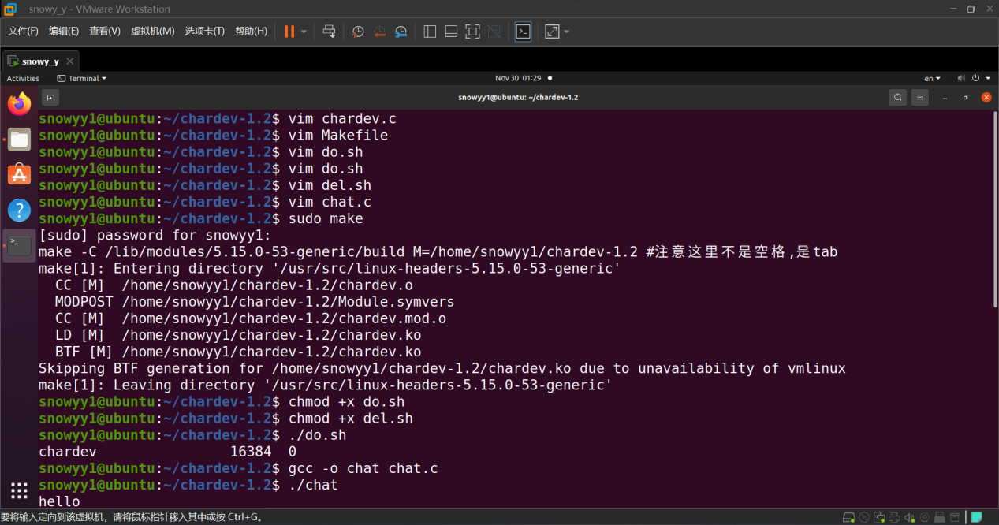 snowy_y - VMware Workstation
文件(F) 编辑(E) 查看(V) 虚拟机(M) 选项卡(T) 帮助(H)
snowy_y
Activities Terminal Nov 30 01:29 en
snowyy1@ubuntu: ~/chardev-1.2
snowyy1@ubuntu:~/chardev-1.2$ vim chardev.c
snowyy1@ubuntu:~/chardev-1.2$ vim Makefile
snowyy1@ubuntu:~/chardev-1.2$ vim do.sh
snowyy1@ubuntu:~/chardev-1.2$ vim do.sh
snowyy1@ubuntu:~/chardev-1.2$ vim del.sh
snowyy1@ubuntu:~/chardev-1.2$ vim chat.c
snowyy1@ubuntu:~/chardev-1.2$ sudo make
[sudo] password for snowyy1:
make -C /lib/modules/5.15.0-53-generic/build M=/home/snowyy1/chardev-1.2 #注意这里不是空格,是tab
make[1]: Entering directory '/usr/src/linux-headers-5.15.0-53-generic'
  CC [M]  /home/snowyy1/chardev-1.2/chardev.o
  MODPOST /home/snowyy1/chardev-1.2/Module.symvers
  CC [M]  /home/snowyy1/chardev-1.2/chardev.mod.o
  LD [M]  /home/snowyy1/chardev-1.2/chardev.ko
  BTF [M] /home/snowyy1/chardev-1.2/chardev.ko
Skipping BTF generation for /home/snowyy1/chardev-1.2/chardev.ko due to unavailability of vmlinux
make[1]: Leaving directory '/usr/src/linux-headers-5.15.0-53-generic'
snowyy1@ubuntu:~/chardev-1.2$ chmod +x do.sh
snowyy1@ubuntu:~/chardev-1.2$ chmod +x del.sh
snowyy1@ubuntu:~/chardev-1.2$ ./do.sh
chardev                16384  0
snowyy1@ubuntu:~/chardev-1.2$ gcc -o chat chat.c
snowyy1@ubuntu:~/chardev-1.2$ ./chat
hello
要将输入定向到该虚拟机，请将鼠标指针移入其中或按 Ctrl+G。